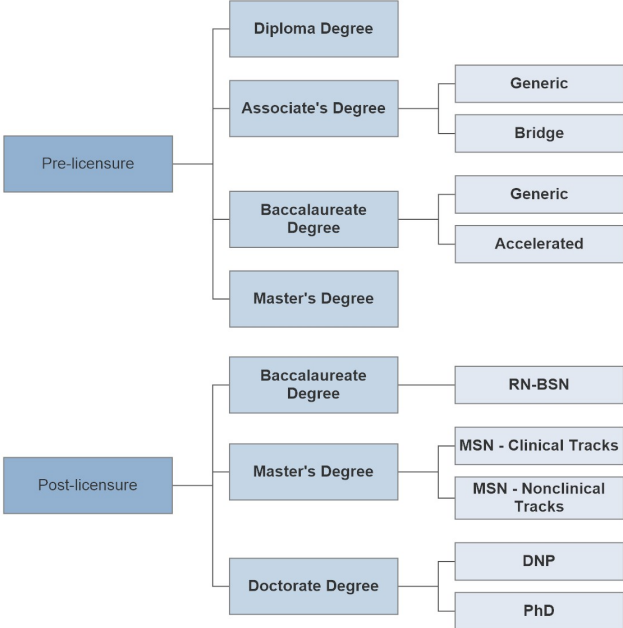 Diploma Degree
Associate's Degree
Generic
Bridge
Pre-licensure
Baccalaureate
Degree
Generic
Accelerated
Master's Degree
Baccalaureate
Degree
RN-BSN
Post-licensure
Master's Degree
MSN - Clinical Tracks
MSN - Nonclinical
Tracks
Doctorate Degree
DNP
PhD